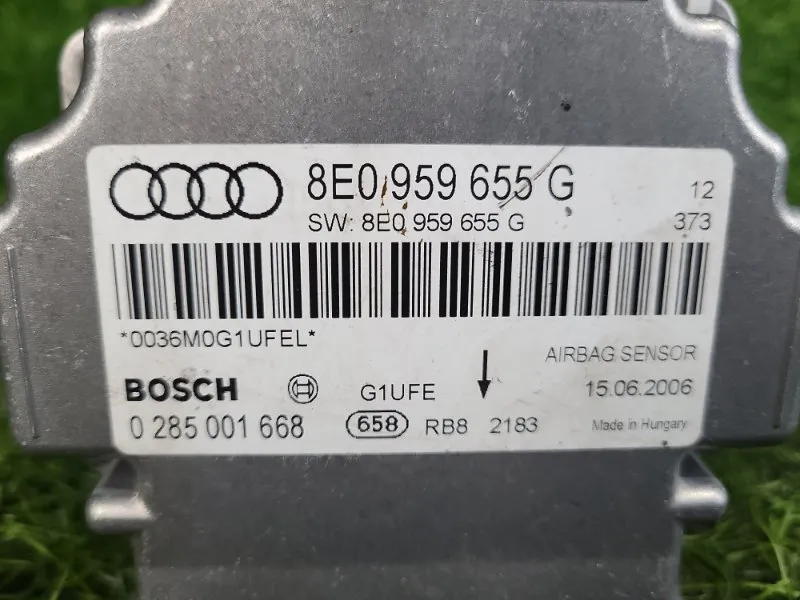 8E0 959 655 G 12
SW: 8E0 959 655 G 373
*0036M0G1UFEL*
AIRBAG SENSOR
BOSCH G1UFE 15.06.2006
0 285 001 668 658 RB8 2183 Made in Hungary